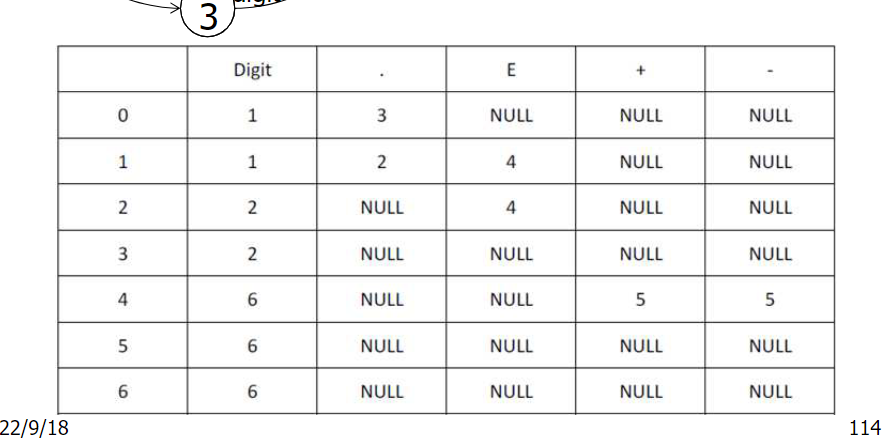 digit
3
Digit . E + -
0 1 3 NULL NULL NULL
1 1 2 4 NULL NULL
2 2 NULL 4 NULL NULL
3 2 NULL NULL NULL NULL
4 6 NULL NULL 5 5
5 6 NULL NULL NULL NULL
6 6 NULL NULL NULL NULL
22/9/18 114